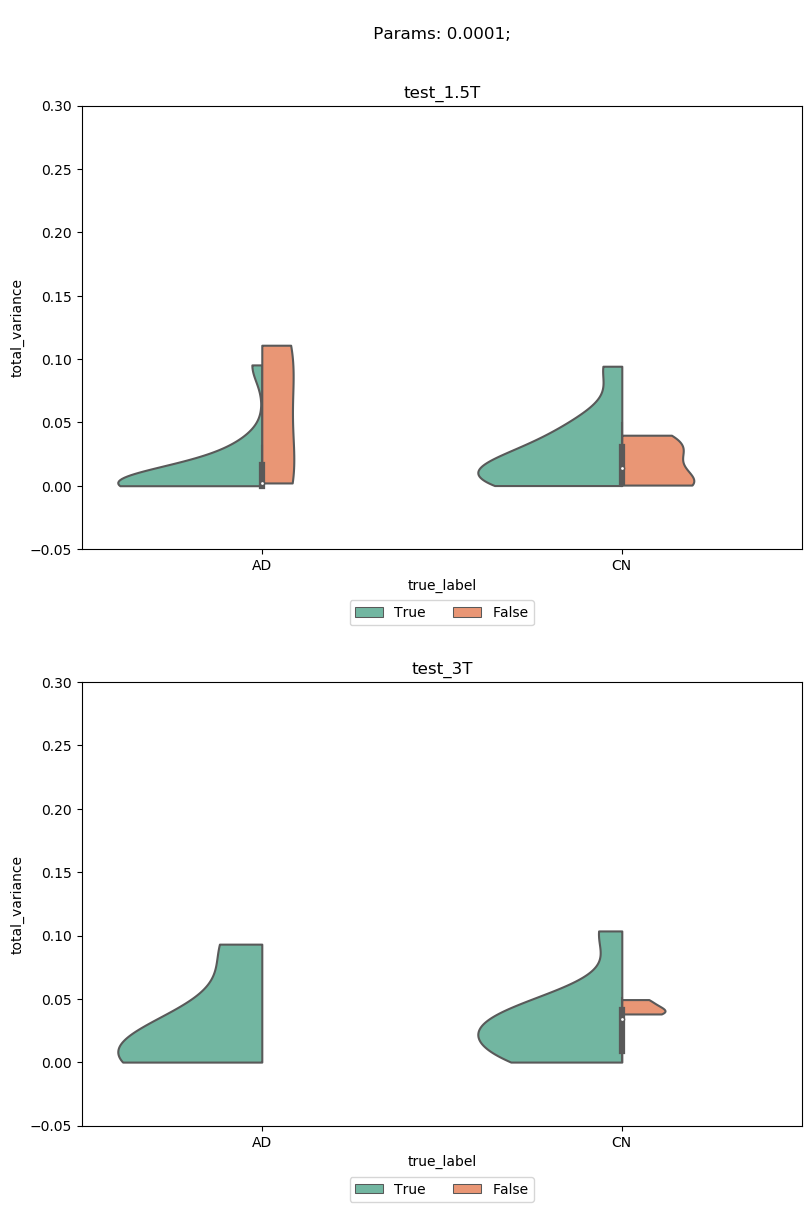 Params: 0.0001;
test_1.5T
0.30
0.25
0.20
0.15
0.10
0.05
0.00
−0.05
total_variance
AD CN
true_label
True False
test_3T
0.30
0.25
0.20
0.15
0.10
0.05
0.00
−0.05
total_variance
AD CN
true_label
True False